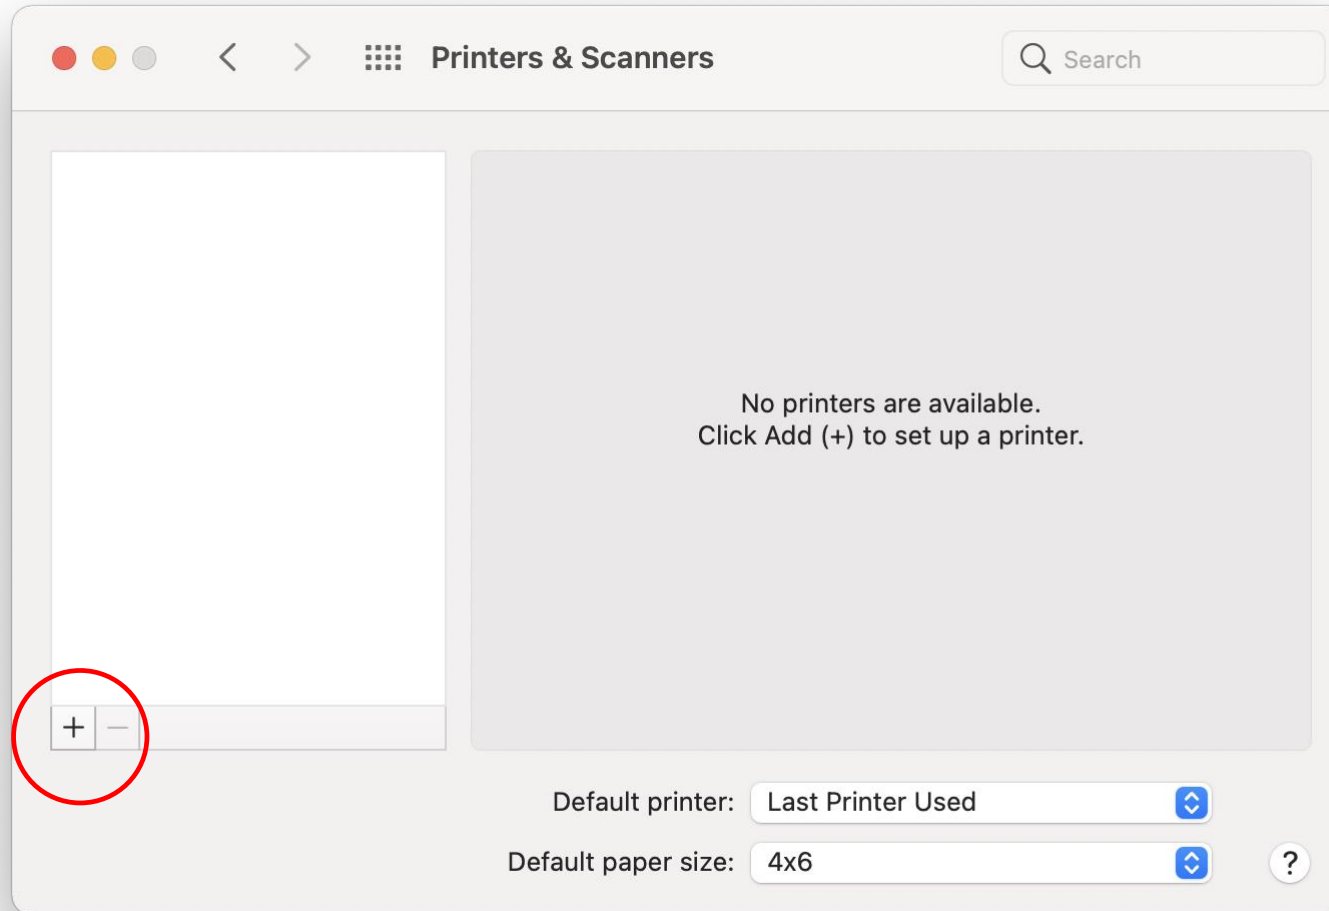 Printers & Scanners
Search
No printers are available.
Click Add (+) to set up a printer.
+ −
Default printer: Last Printer Used
Default paper size: 4x6
?